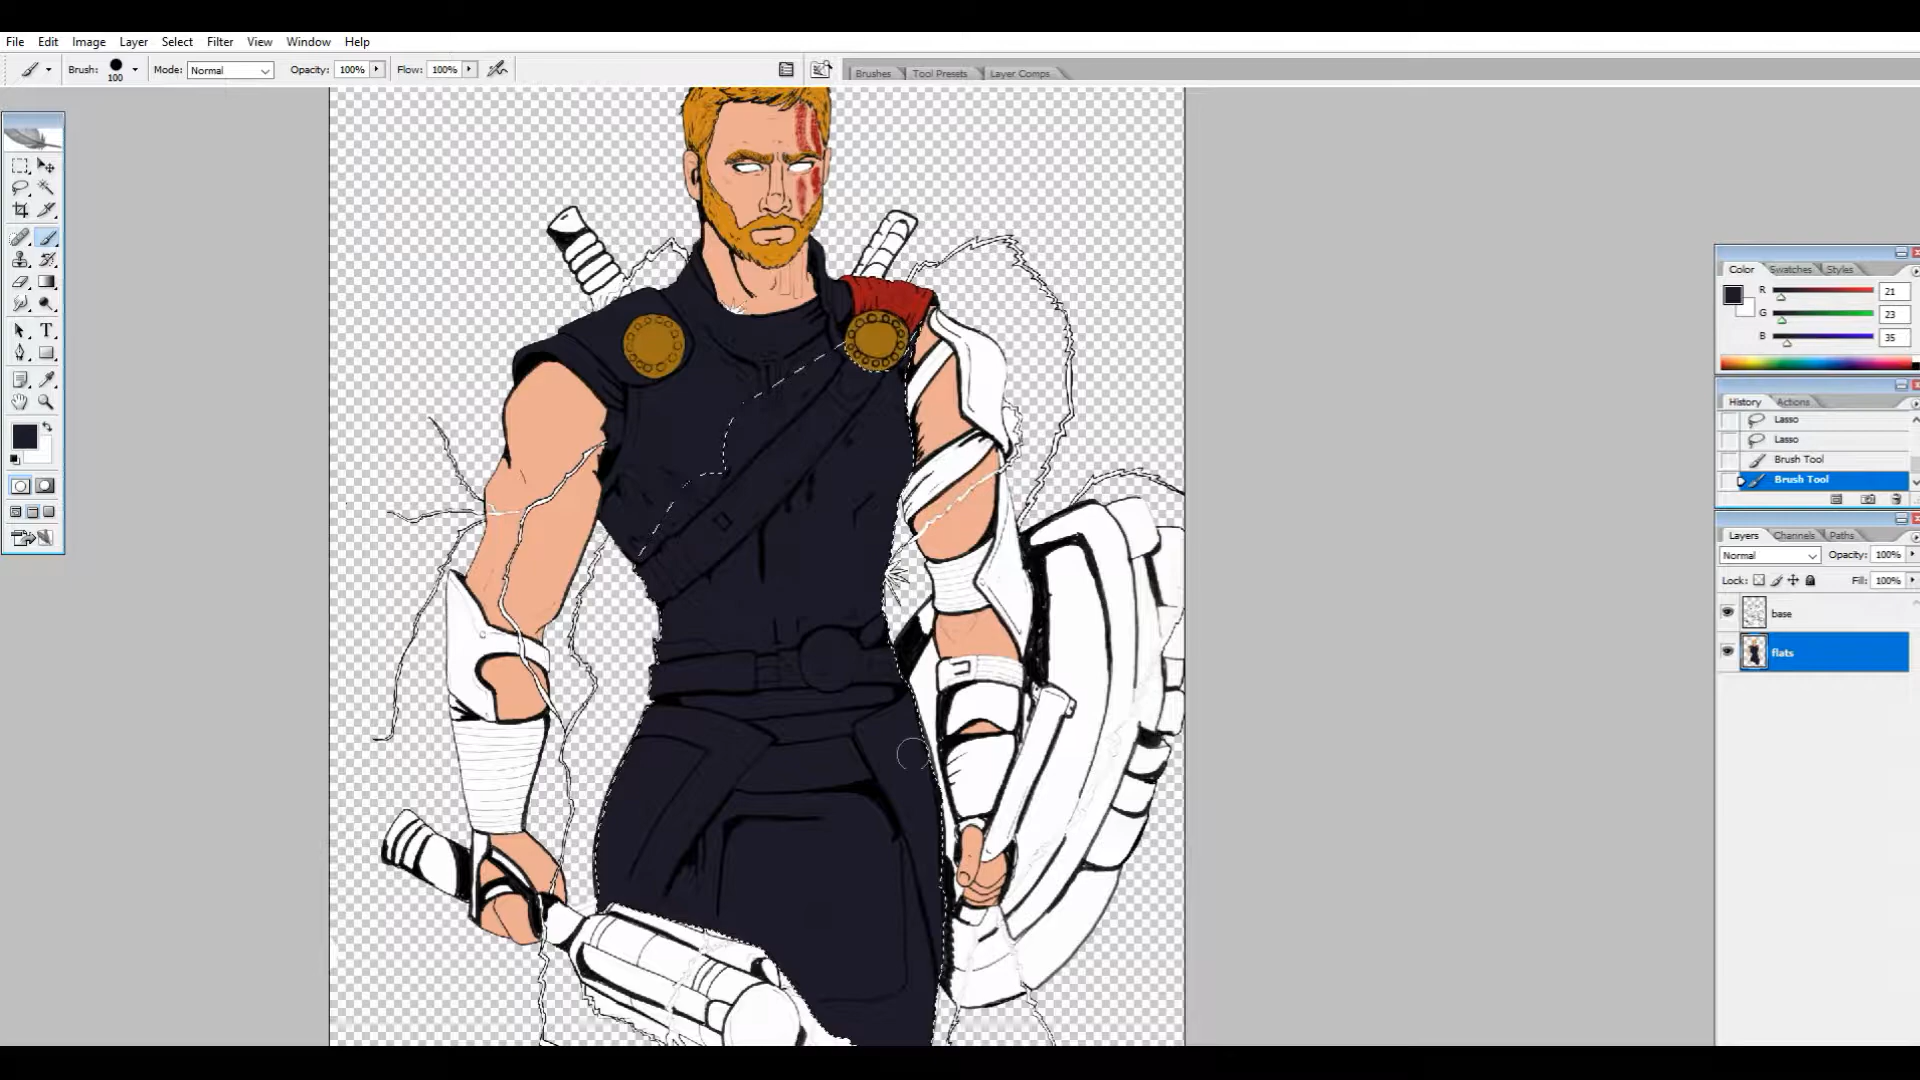 File Edit Image Layer Select Filter View Window Help
Brush: 100 Mode: Normal Opacity: 100% Flow: 100% Brushes Tool Presets Layer Comps
Color Swatches Styles
R 21
G 23
B 35
History Actions
Lasso
Lasso
Brush Tool
Brush Tool
Layers Channels Paths
Normal Opacity: 100%
Lock: Fill: 100%
base
flats
T